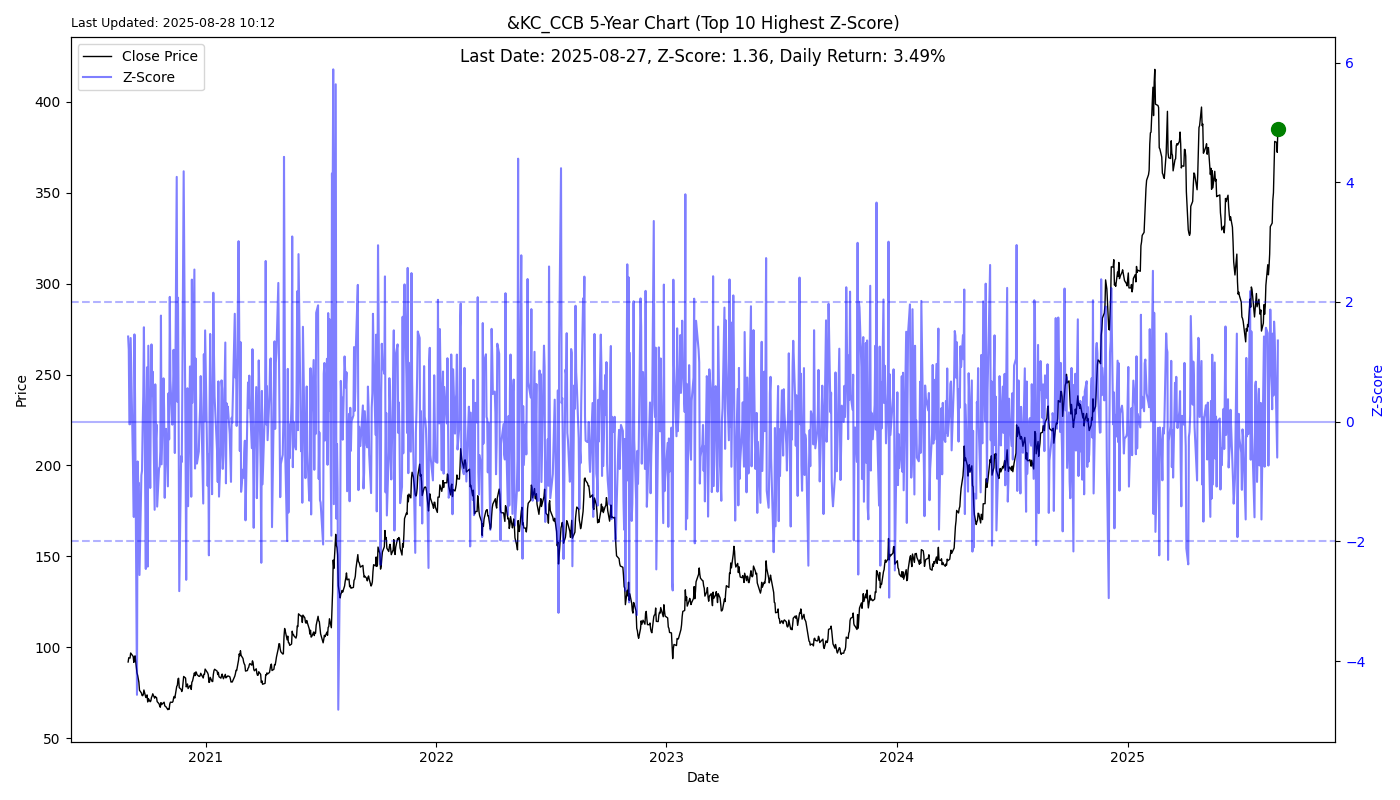 Last Updated: 2025-08-28 10:12
&KC_CCB 5-Year Chart (Top 10 Highest Z-Score)
Last Date: 2025-08-27, Z-Score: 1.36, Daily Return: 3.49%
Close Price
Z-Score
400
350
300
250
200
150
100
50
Price
6
4
2
0
−2
−4
Z-Score
2021
2022
2023
2024
2025
Date